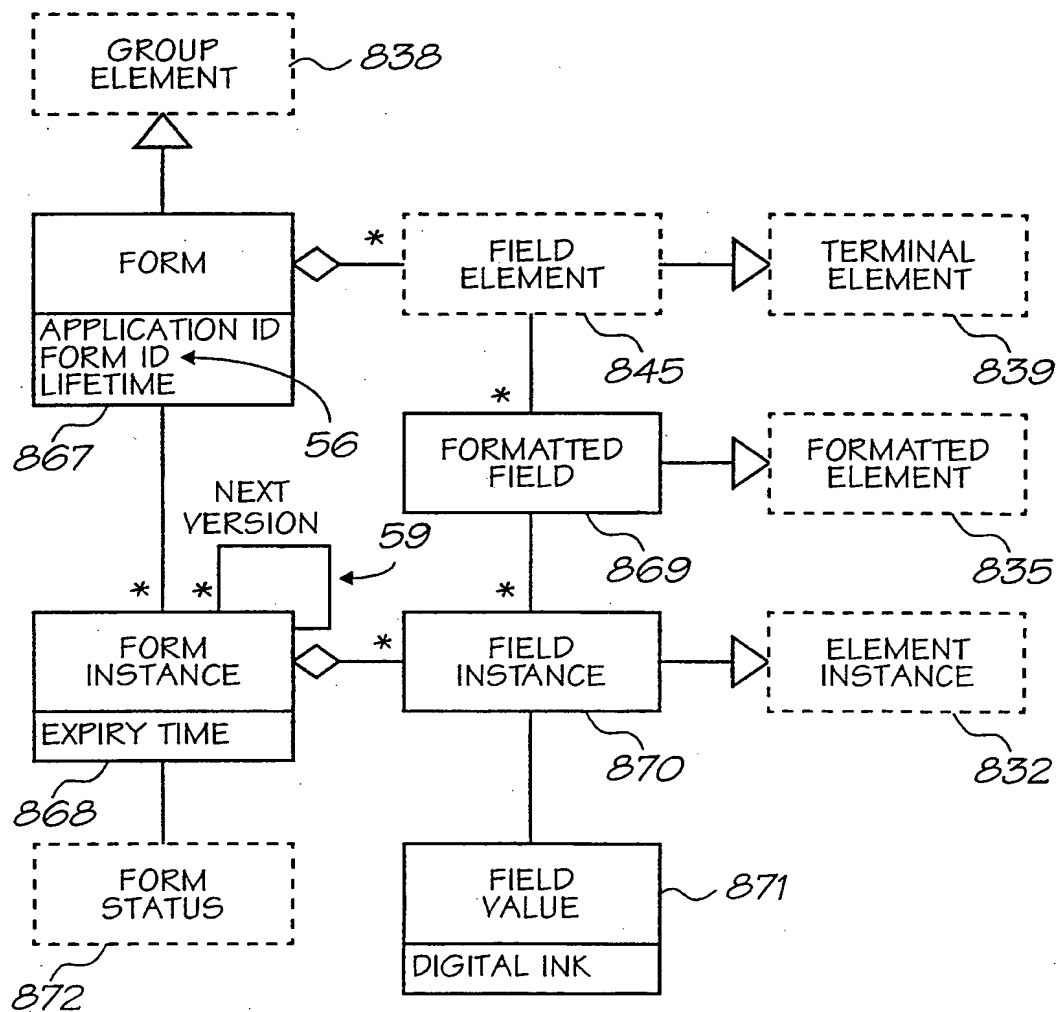 GROUP
ELEMENT
838
FORM
*
FIELD
ELEMENT
TERMINAL
ELEMENT
APPLICATION ID
FORM ID
LIFETIME
845
839
867
56
*
FORMATTED
FIELD
FORMATTED
ELEMENT
NEXT
VERSION
59
869
835
*
*
*
FORM
INSTANCE
*
FIELD
INSTANCE
ELEMENT
INSTANCE
EXPIRY TIME
870
832
868
FORM
STATUS
FIELD
VALUE
871
DIGITAL INK
872